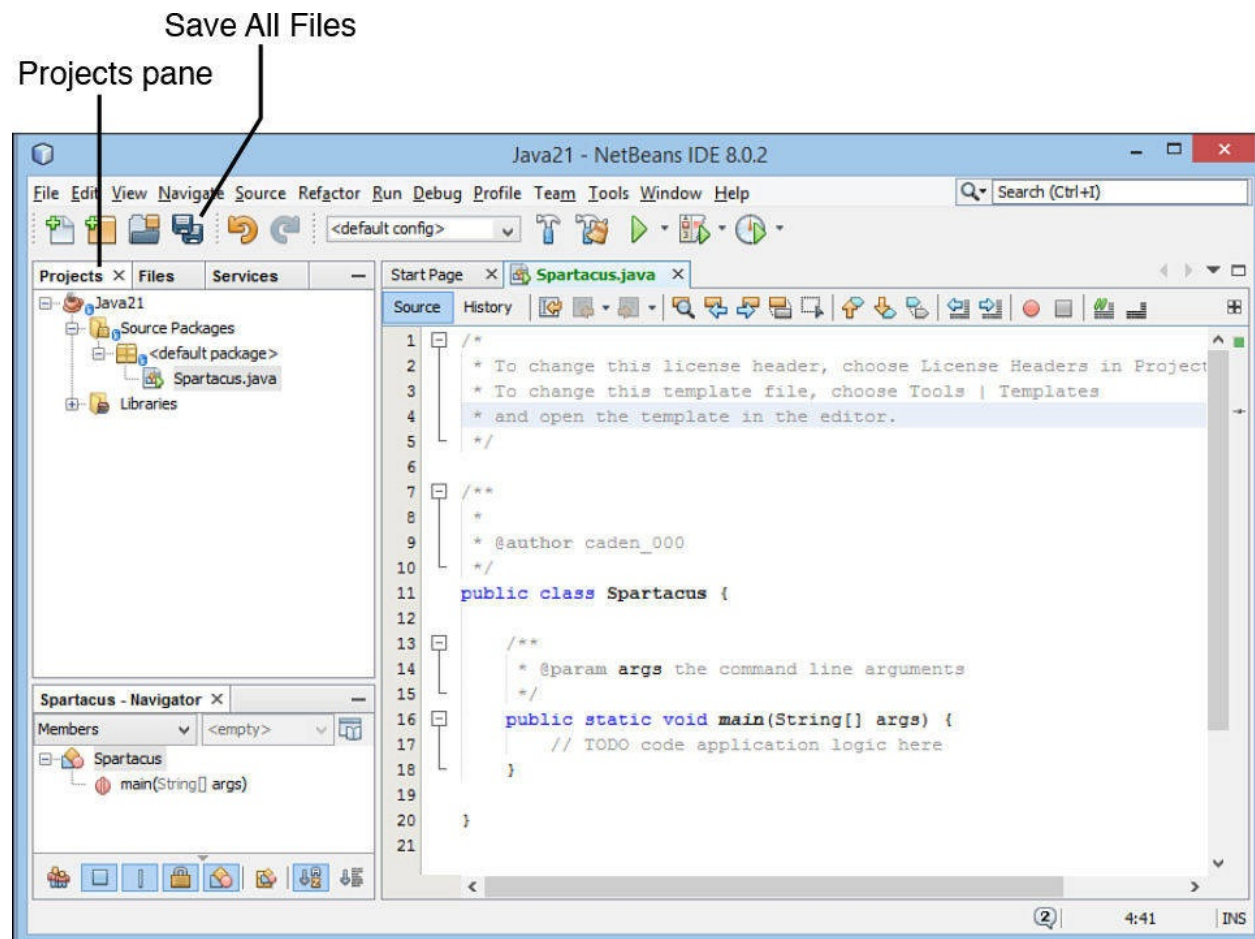 Save All Files
Projects pane
Java21 - NetBeans IDE 8.0.2
File Edit View Navigate Source Refactor Run Debug Profile Team Tools Window Help
Search (Ctrl+I)
<default config>
Projects Files Services
Java21
Source Packages
<default package>
Spartacus.java
Libraries
Start Page Spartacus.java
Source History
1 /*
2 * To change this license header, choose License Headers in Project
3 * To change this template file, choose Tools | Templates
4 * and open the template in the editor.
5 */
6
7 /**
8 *
9 * @author caden_000
10 */
11 public class Spartacus {
12
13 /**
14 * @param args the command line arguments
15 */
16 public static void main(String[] args) {
17 // TODO code application logic here
18 }
19
20 }
21
Spartacus - Navigator
Members <empty>
Spartacus
main(String[] args)
2 4:41 INS